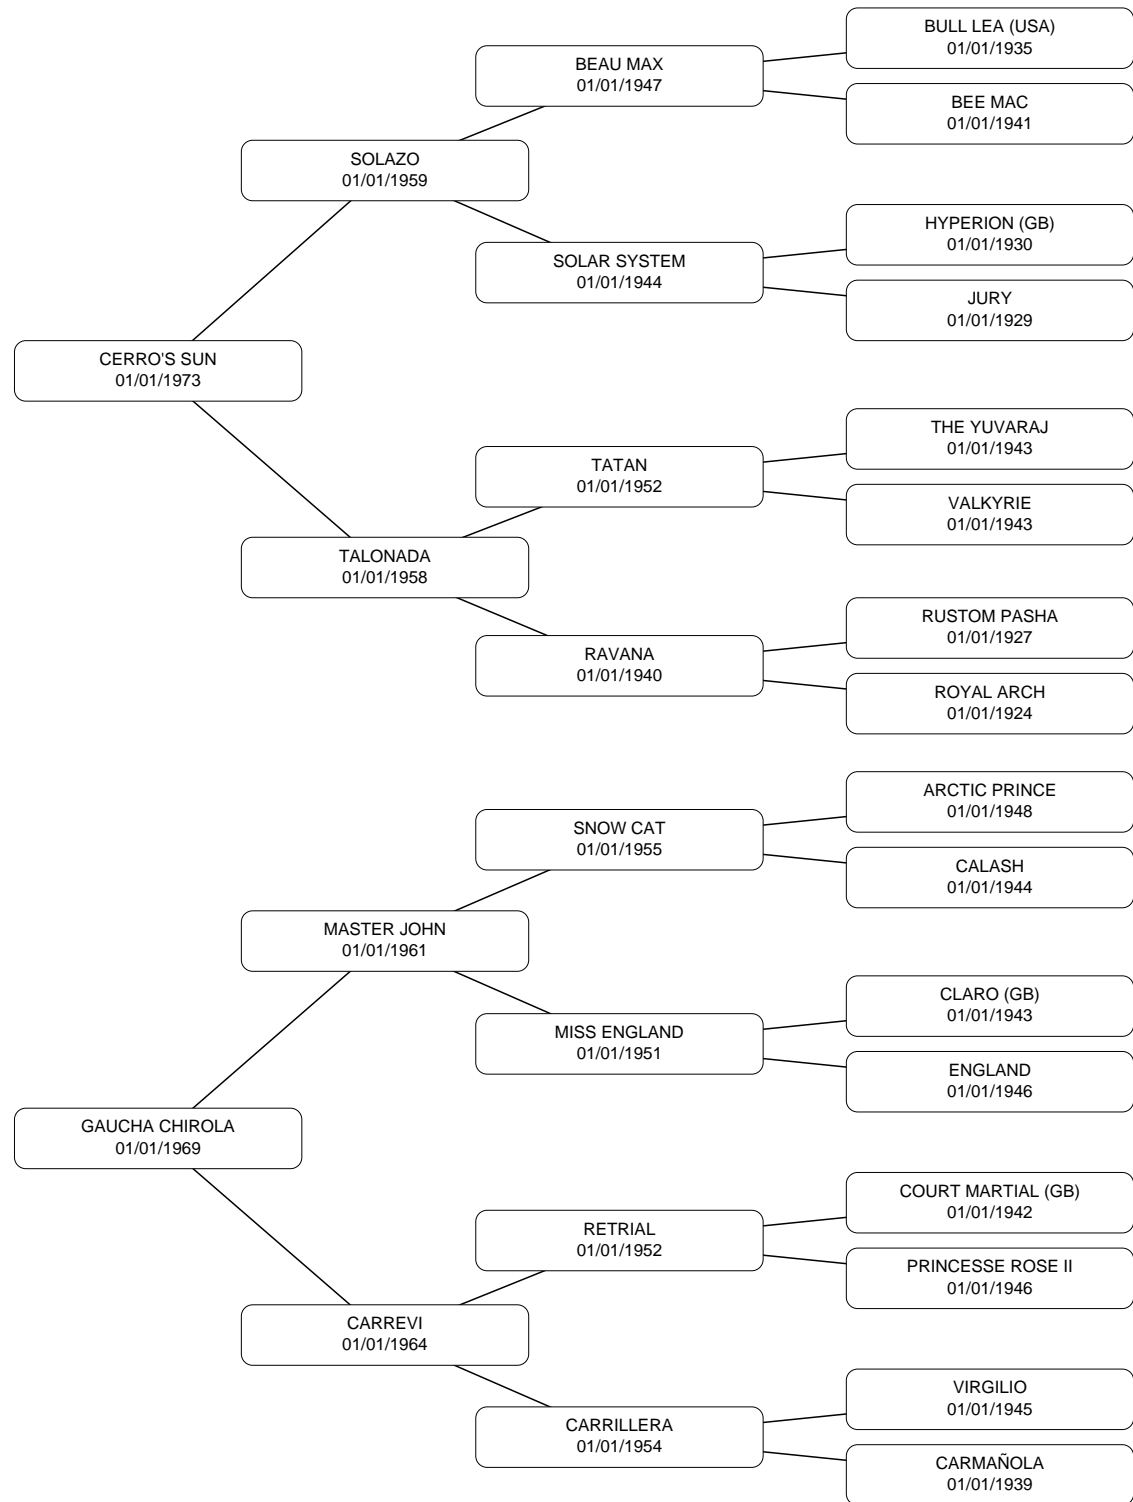 BULL LEA (USA)
01/01/1935
BEAU MAX
01/01/1947
BEE MAC
01/01/1941
SOLAZO
01/01/1959
HYPERION (GB)
01/01/1930
SOLAR SYSTEM
01/01/1944
JURY
01/01/1929
CERRO'S SUN
01/01/1973
THE YUVARAJ
01/01/1943
TATAN
01/01/1952
VALKYRIE
01/01/1943
TALONADA
01/01/1958
RUSTOM PASHA
01/01/1927
RAVANA
01/01/1940
ROYAL ARCH
01/01/1924
ARCTIC PRINCE
01/01/1948
SNOW CAT
01/01/1955
CALASH
01/01/1944
MASTER JOHN
01/01/1961
CLARO (GB)
01/01/1943
MISS ENGLAND
01/01/1951
ENGLAND
01/01/1946
GAUCHA CHIROLA
01/01/1969
COURT MARTIAL (GB)
01/01/1942
RETRIAL
01/01/1952
PRINCESSE ROSE II
01/01/1946
CARREVI
01/01/1964
VIRGILIO
01/01/1945
CARRILLERA
01/01/1954
CARMAÑOLA
01/01/1939